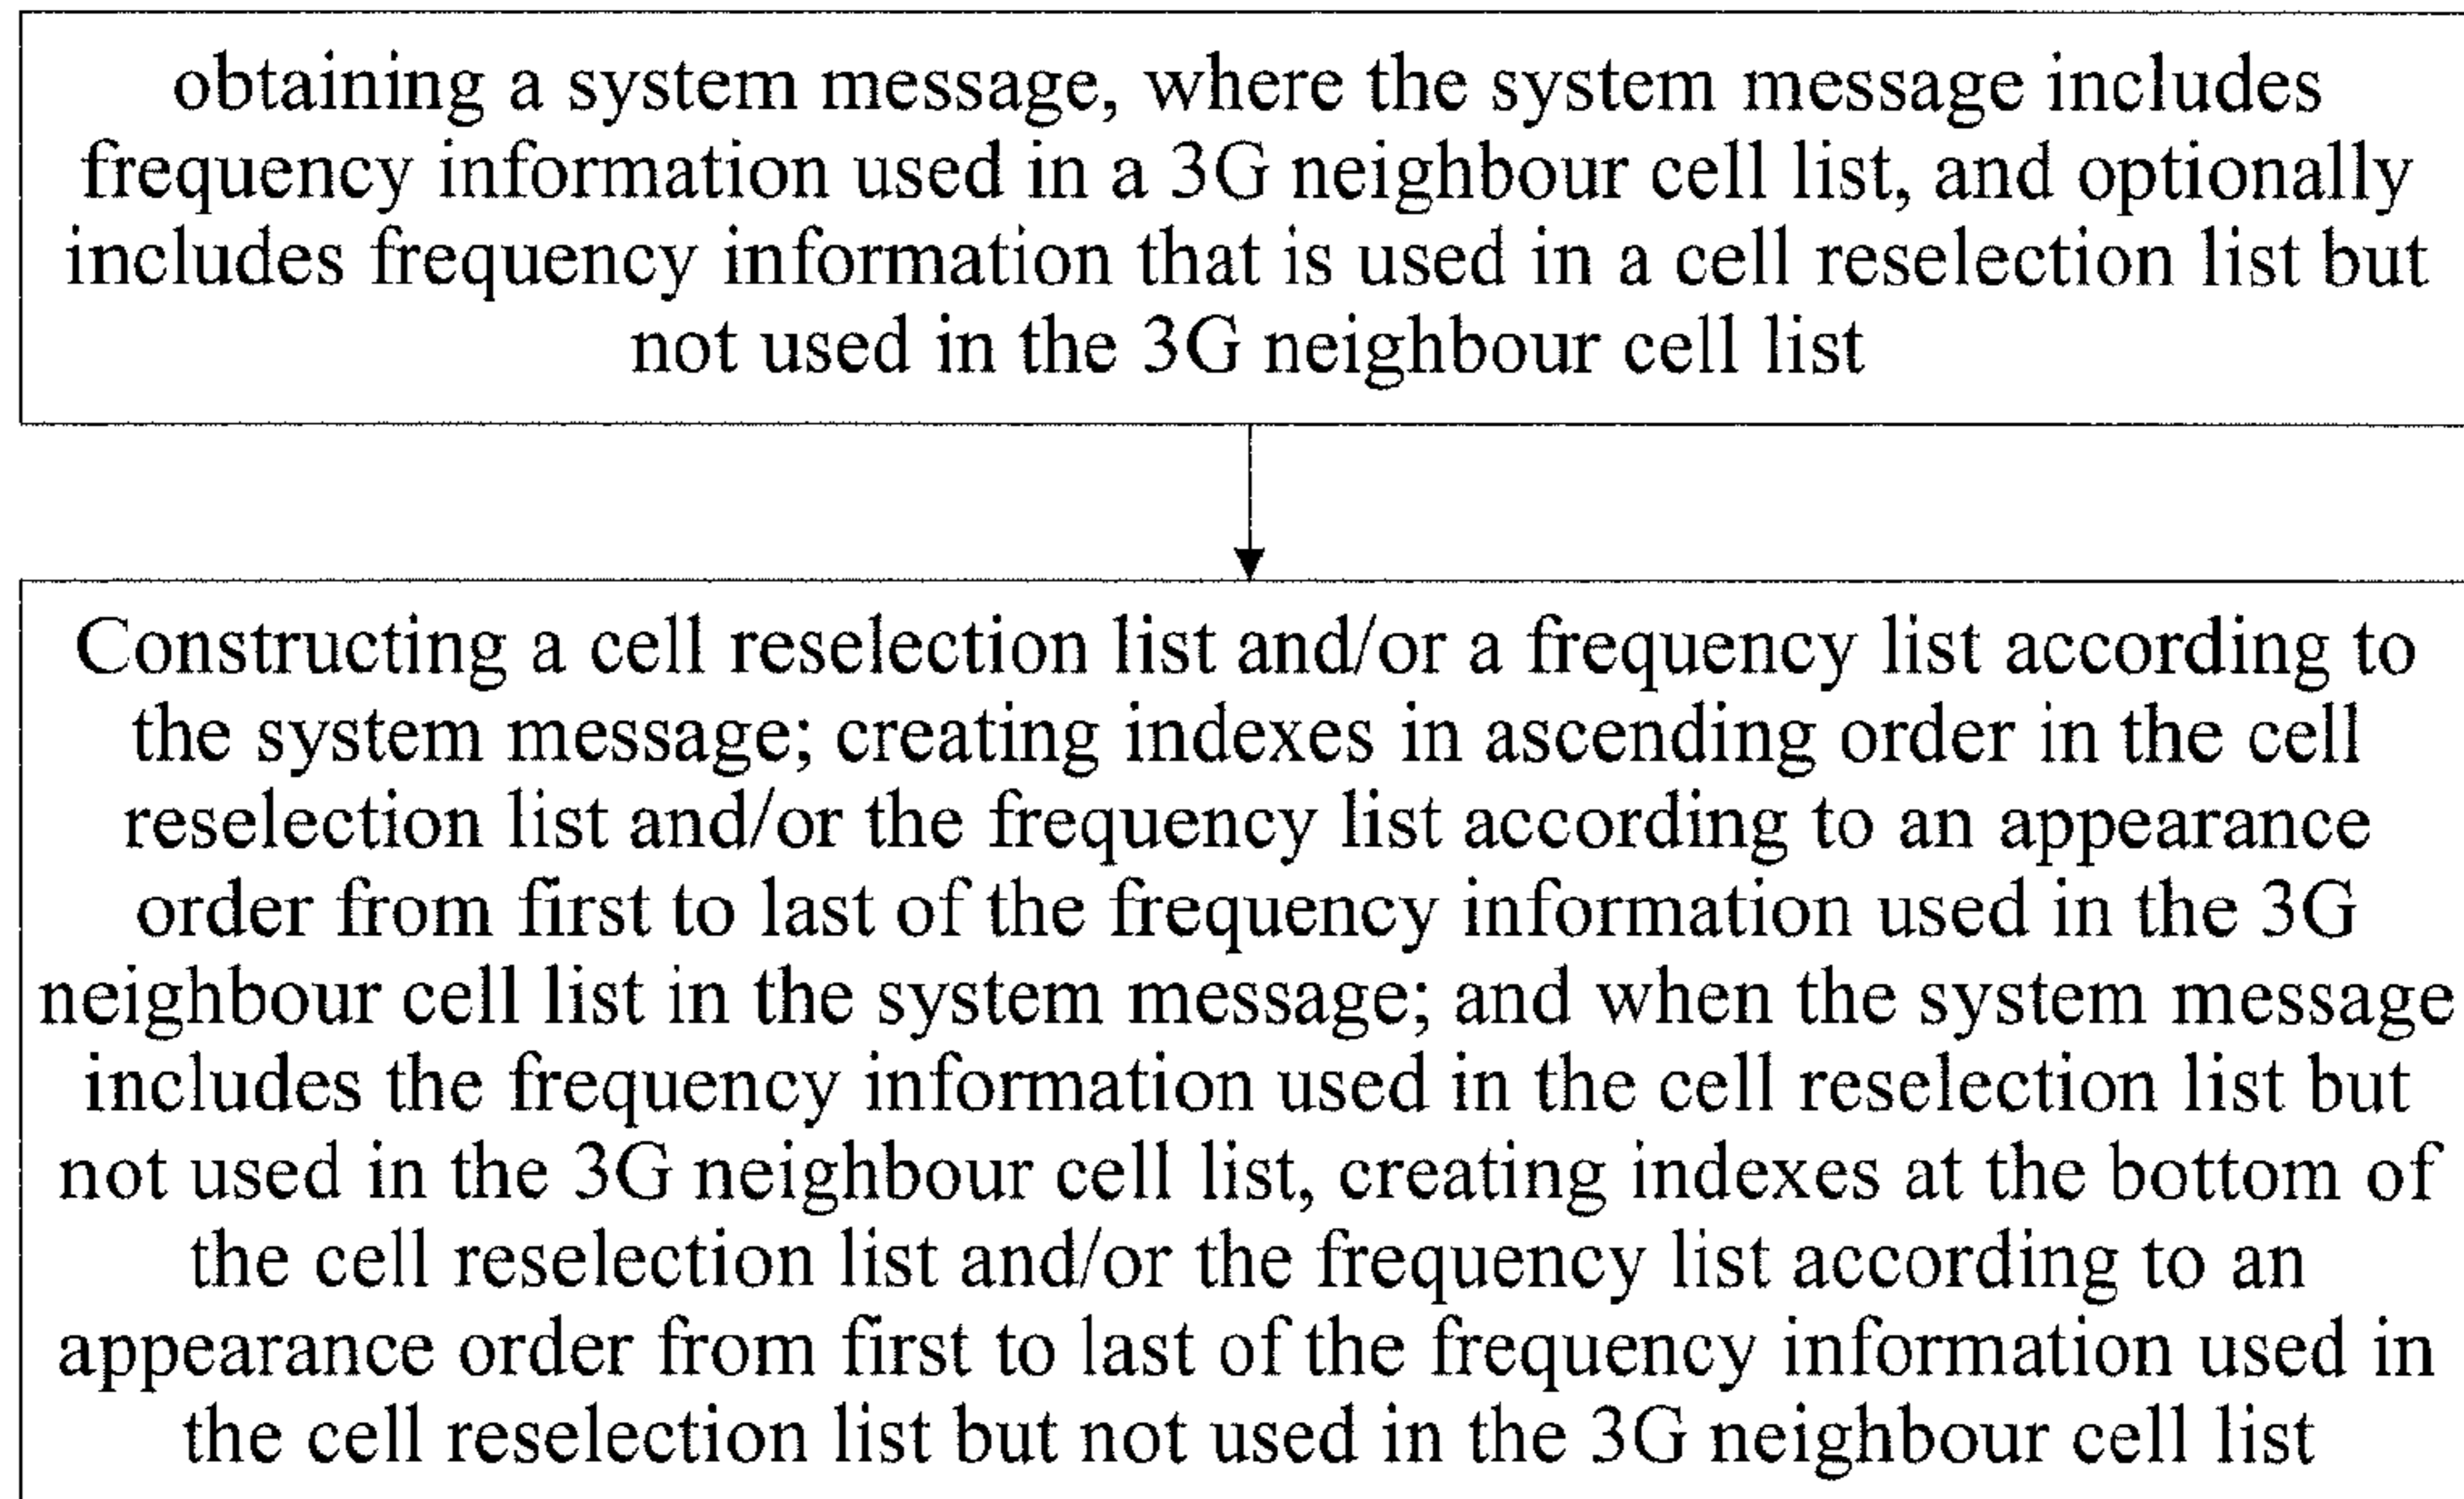 obtaining a system message, where the system message includes
frequency information used in a 3G neighbour cell list, and optionally
includes frequency information that is used in a cell reselection list but
not used in the 3G neighbour cell list
Constructing a cell reselection list and/or a frequency list according to
the system message; creating indexes in ascending order in the cell
reselection list and/or the frequency list according to an appearance
order from first to last of the frequency information used in the 3G
neighbour cell list in the system message; and when the system message
includes the frequency information used in the cell reselection list but
not used in the 3G neighbour cell list, creating indexes at the bottom of
the cell reselection list and/or the frequency list according to an
appearance order from first to last of the frequency information used in
the cell reselection list but not used in the 3G neighbour cell list